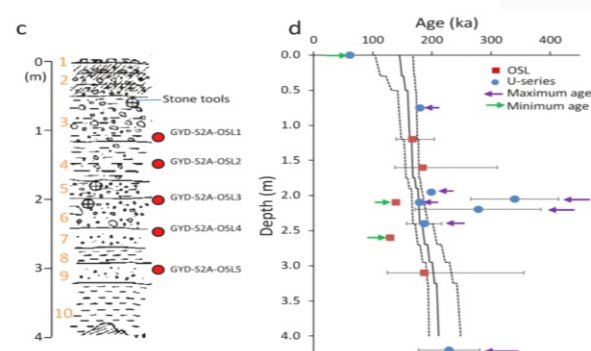 c
0
(m)
1
2
3
4
1
2
3
4
5
6
7
8
9
10
Stone tools
GYD-S2A-OSL1
GYD-S2A-OSL2
GYD-S2A-OSL3
GYD-S2A-OSL4
GYD-S2A-OSL5
d
Age (ka)
0 100 200 300 400
Depth (m)
0.0
0.5
1.0
1.5
2.0
2.5
3.0
3.5
4.0
OSL
U-series
Maximum age
Minimum age